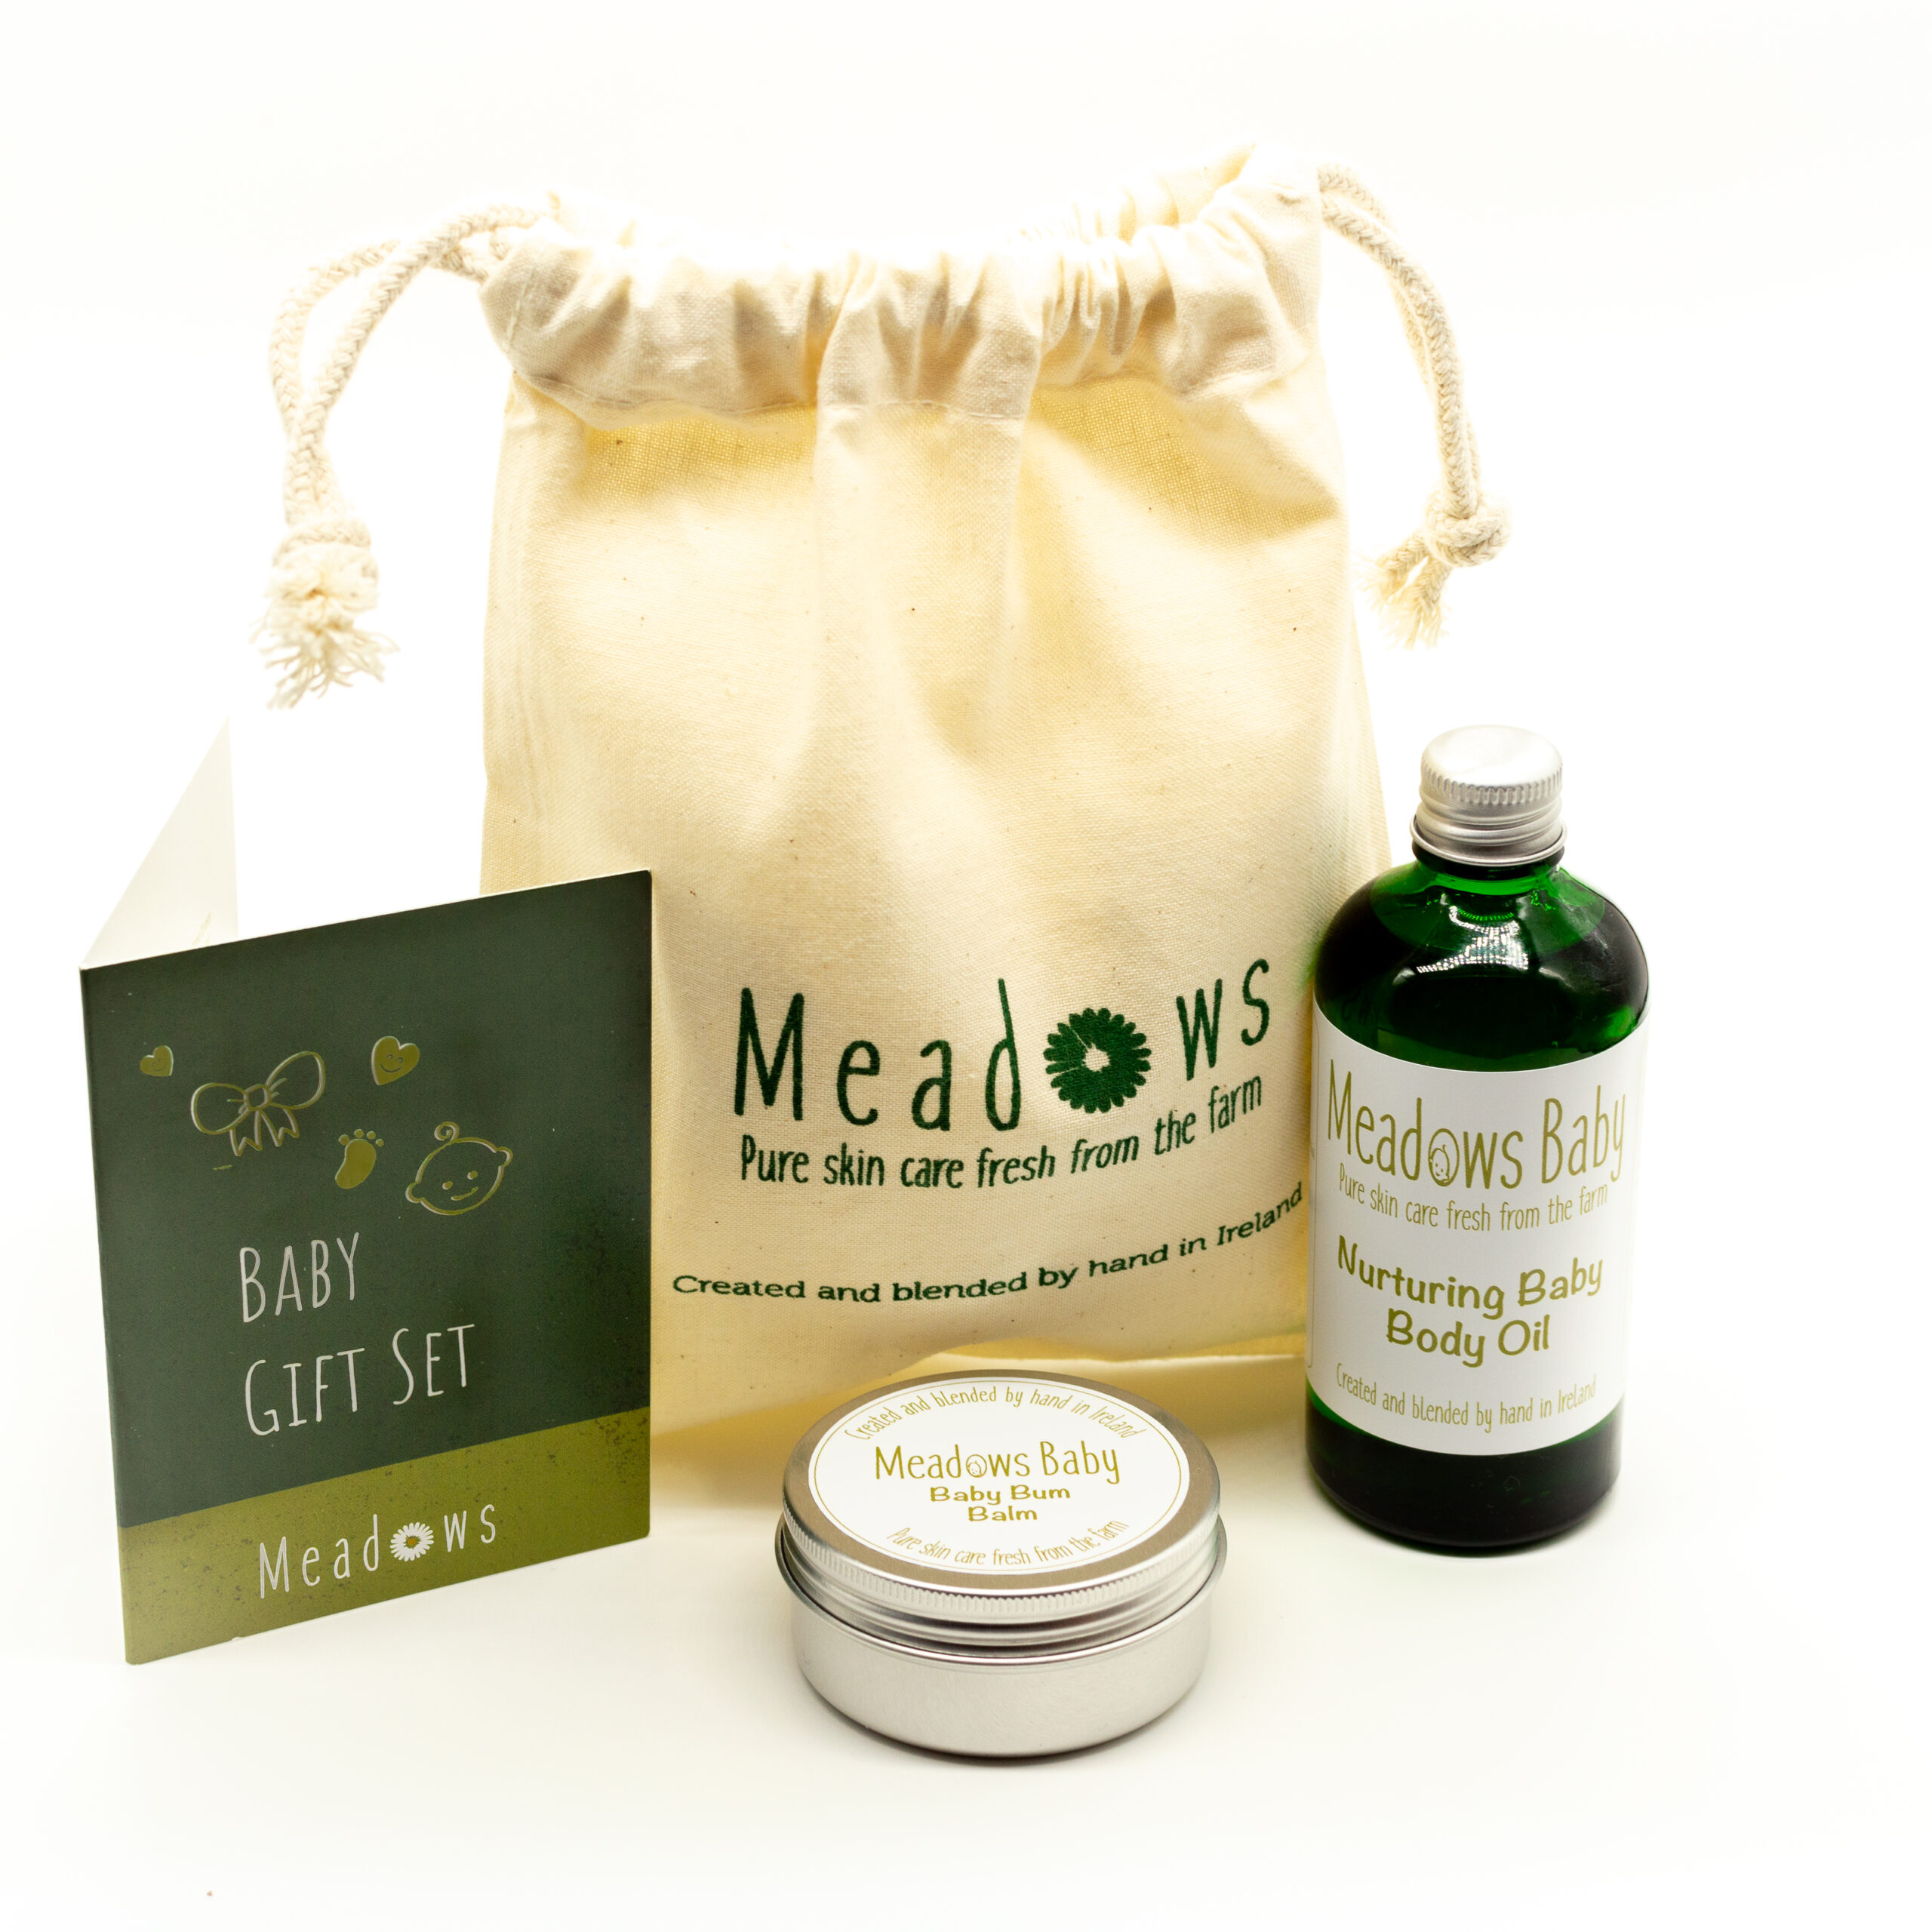 Meadows
Pure skin care fresh from the farm
Created and blended by hand in Ireland
BABY
GIFT SET
Meadows
Created and blended by hand in Ireland
Meadows Baby
Baby Bum
Balm
Pure skin care fresh from the farm
Meadows Baby
Pure skin care fresh from the farm
Nurturing Baby
Body Oil
Created and blended by hand in Ireland